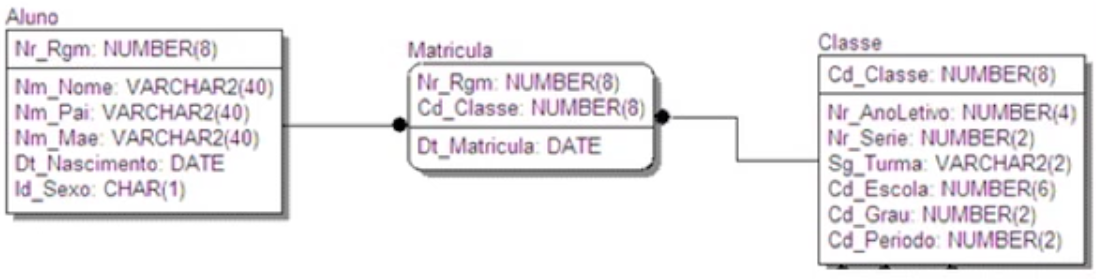 Aluno
Nr_Rgm: NUMBER(8)
Nm_Nome: VARCHAR2(40)
Nm_Pai: VARCHAR2(40)
Nm_Mae: VARCHAR2(40)
Dt_Nascimento: DATE
Id_Sexo: CHAR(1)
Matricula
Nr_Rgm: NUMBER(8)
Cd_Classe: NUMBER(8)
Dt_Matricula: DATE
Classe
Cd_Classe: NUMBER(8)
Nr_AnoLetivo: NUMBER(4)
Nr_Serie: NUMBER(2)
Sg_Turma: VARCHAR2(2)
Cd_Escola: NUMBER(6)
Cd_Grau: NUMBER(2)
Cd_Periodo: NUMBER(2)